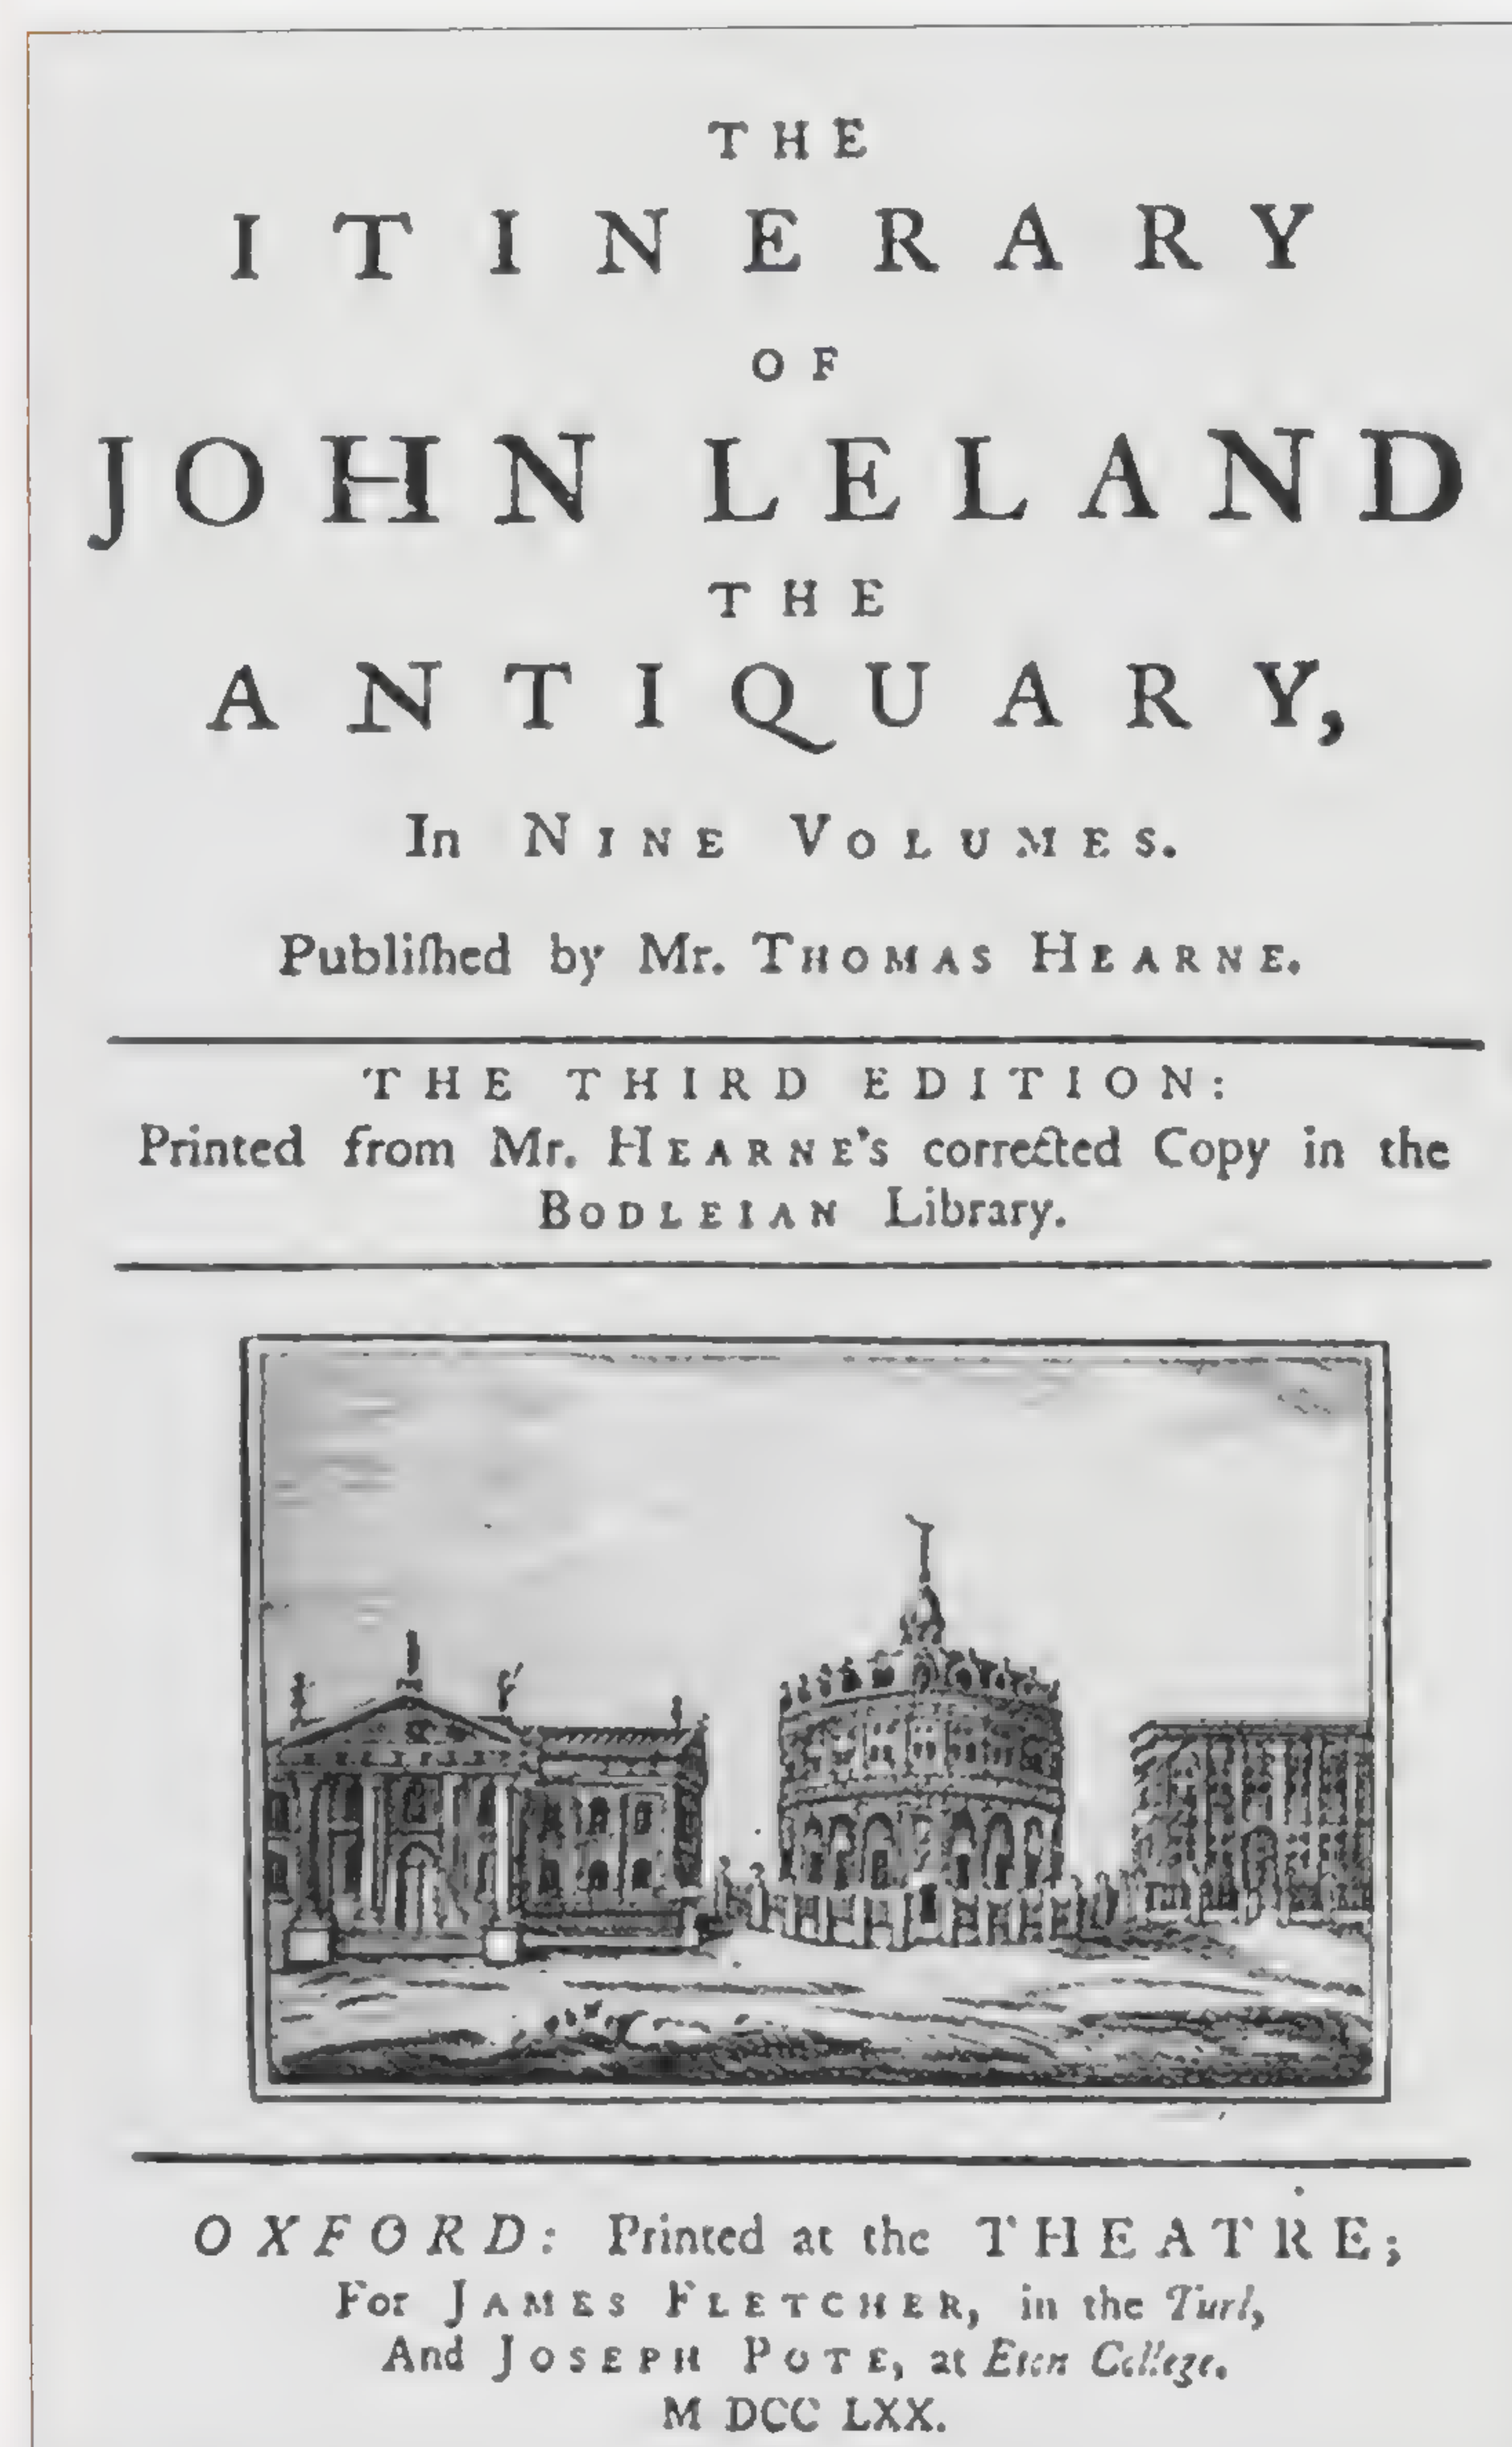 THE
ITINERARY
OF
JOHN LELAND
THE
ANTIQUARY,
In NINE VOLUMES.
Publiſhed by Mr. THOMAS HEARNE.
THE THIRD EDITION:
Printed from Mr. HEARNE'S corrected Copy in the
BODLEIAN Library.
OXFORD: Printed at the THEATRE;
For JAMES FLETCHER, in the Turl,
And JOSEPH POTE, at Eton College.
M DCC LXX.